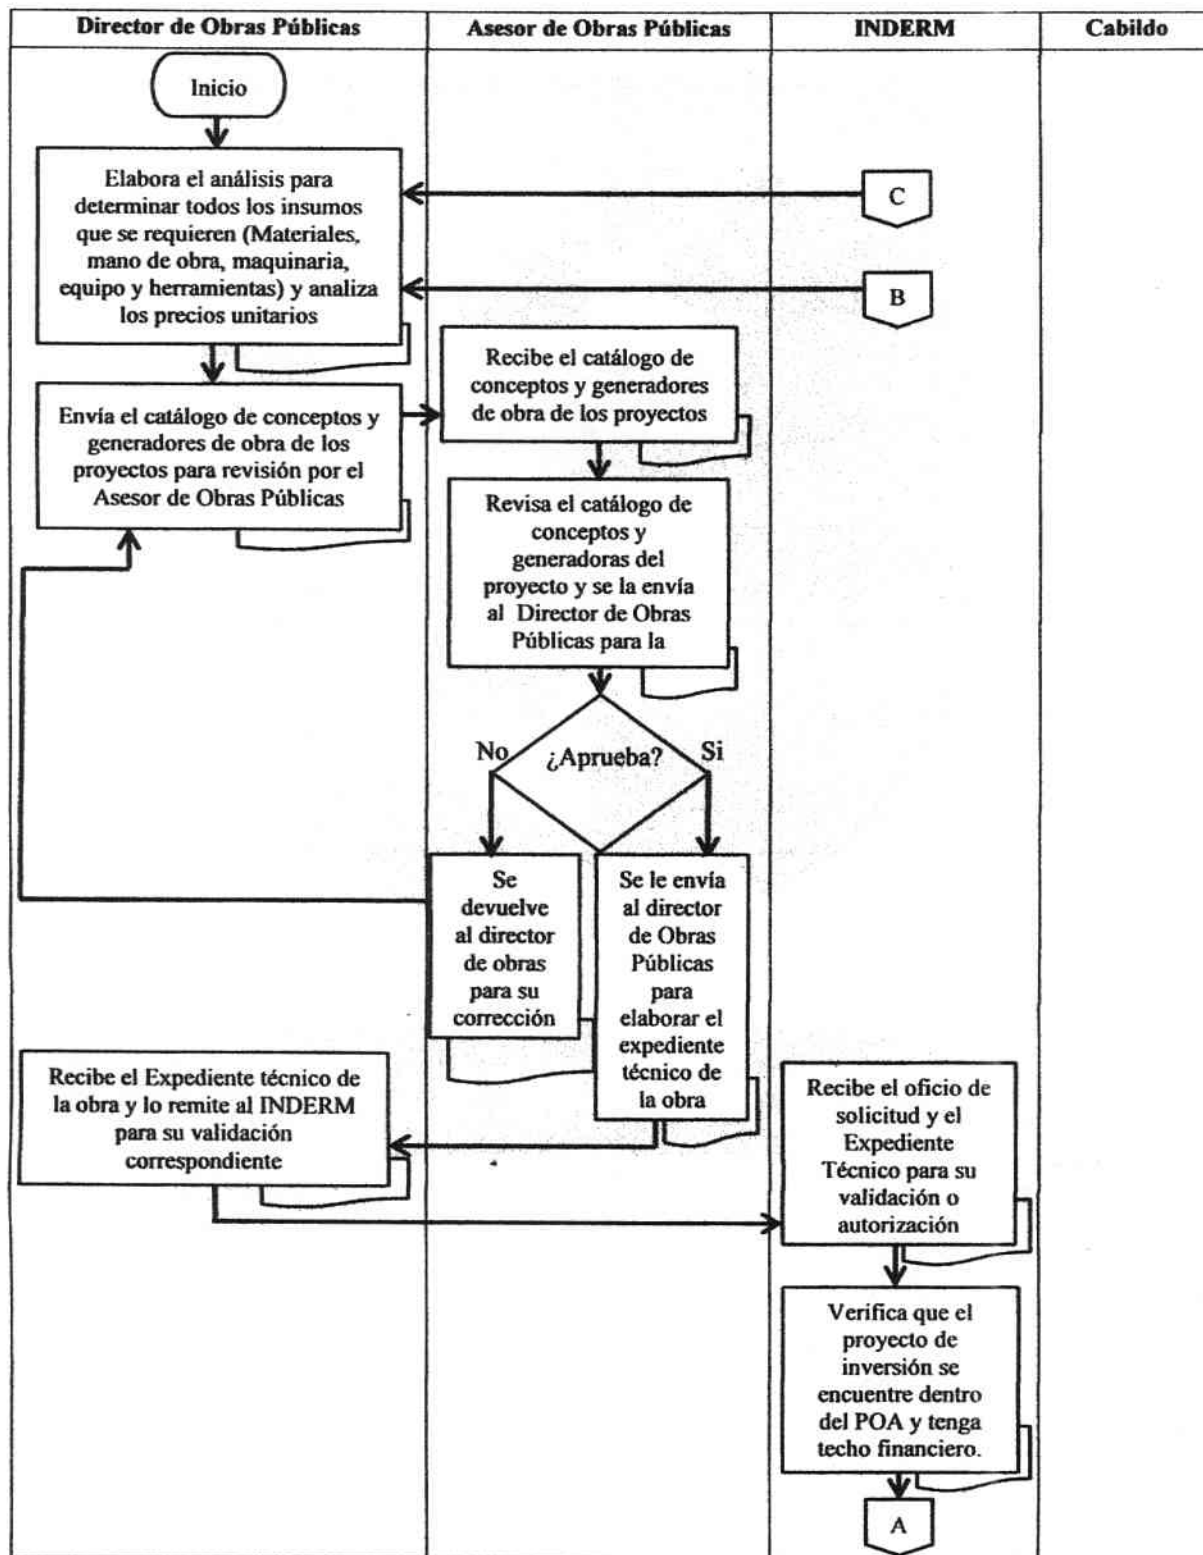 Director de Obras Públicas
Asesor de Obras Públicas
INDERM
Cabildo
Inicio
Elabora el análisis para
determinar todos los insumos
que se requieren (Materiales,
mano de obra, maquinaria,
equipo y herramientas) y analiza
los precios unitarios
C
B
Envía el catálogo de conceptos y
generadores de obra de los
proyectos para revisión por el
Asesor de Obras Públicas
Recibe el catálogo de
conceptos y generadores
de obra de los proyectos
Revisa el catálogo de
conceptos y
generadoras del
proyecto y se la envía
al Director de Obras
Públicas para la
No
¿Aprueba?
Si
Se
devuelve
al director
de obras
para su
corrección
Se le envía
al director
de Obras
Públicas
para
elaborar el
expediente
técnico de
la obra
Recibe el Expediente técnico de
la obra y lo remite al INDERM
para su validación
correspondiente
Recibe el oficio de
solicitud y el
Expediente
Técnico para su
validación o
autorización
Verifica que el
proyecto de
inversión se
encuentre dentro
del POA y tenga
techo financiero.
A